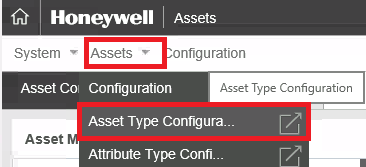 Honeywell Assets
System Assets Configuration
Asset Co Configuration Asset Type Configuration
Asset Type Configura...
Asset M
Attribute Type Confi...